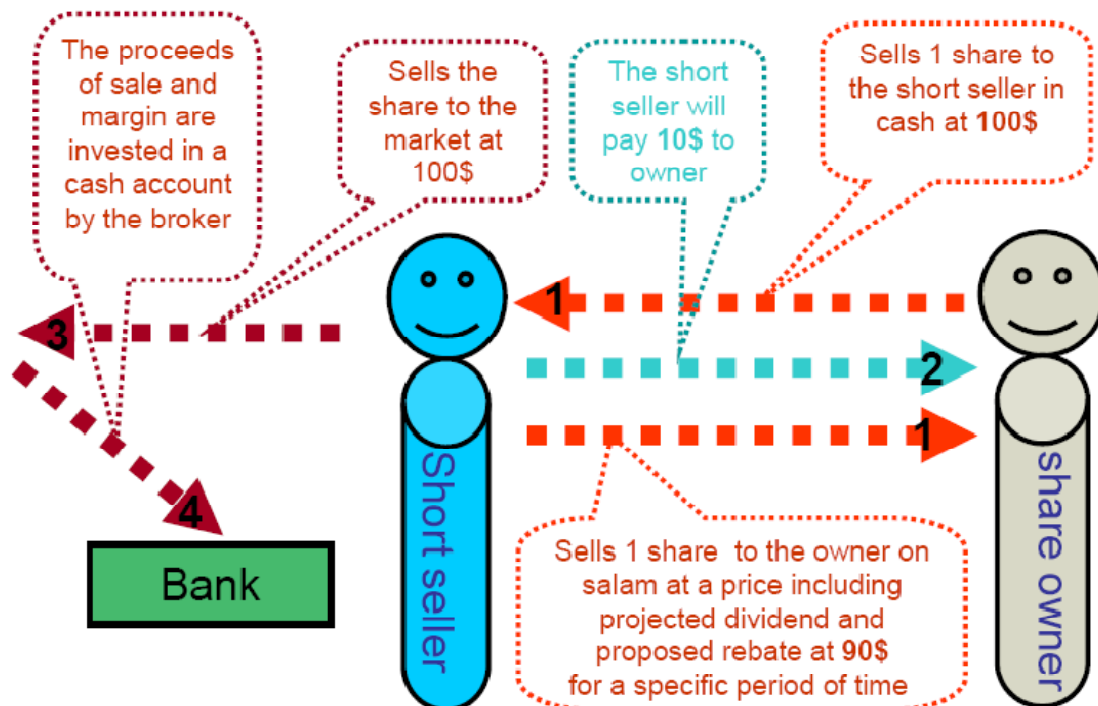 The proceeds
of sale and
margin are
invested in a
cash account
by the broker
Sells the
share to the
market at
100$
The short
seller will
pay 10$ to
owner
Sells 1 share to
the short seller in
cash at 100$
1
3
2
1
4
Bank
Short seller
share owner
Sells 1 share to the owner on
salam at a price including
projected dividend and
proposed rebate at 90$
for a specific period of time